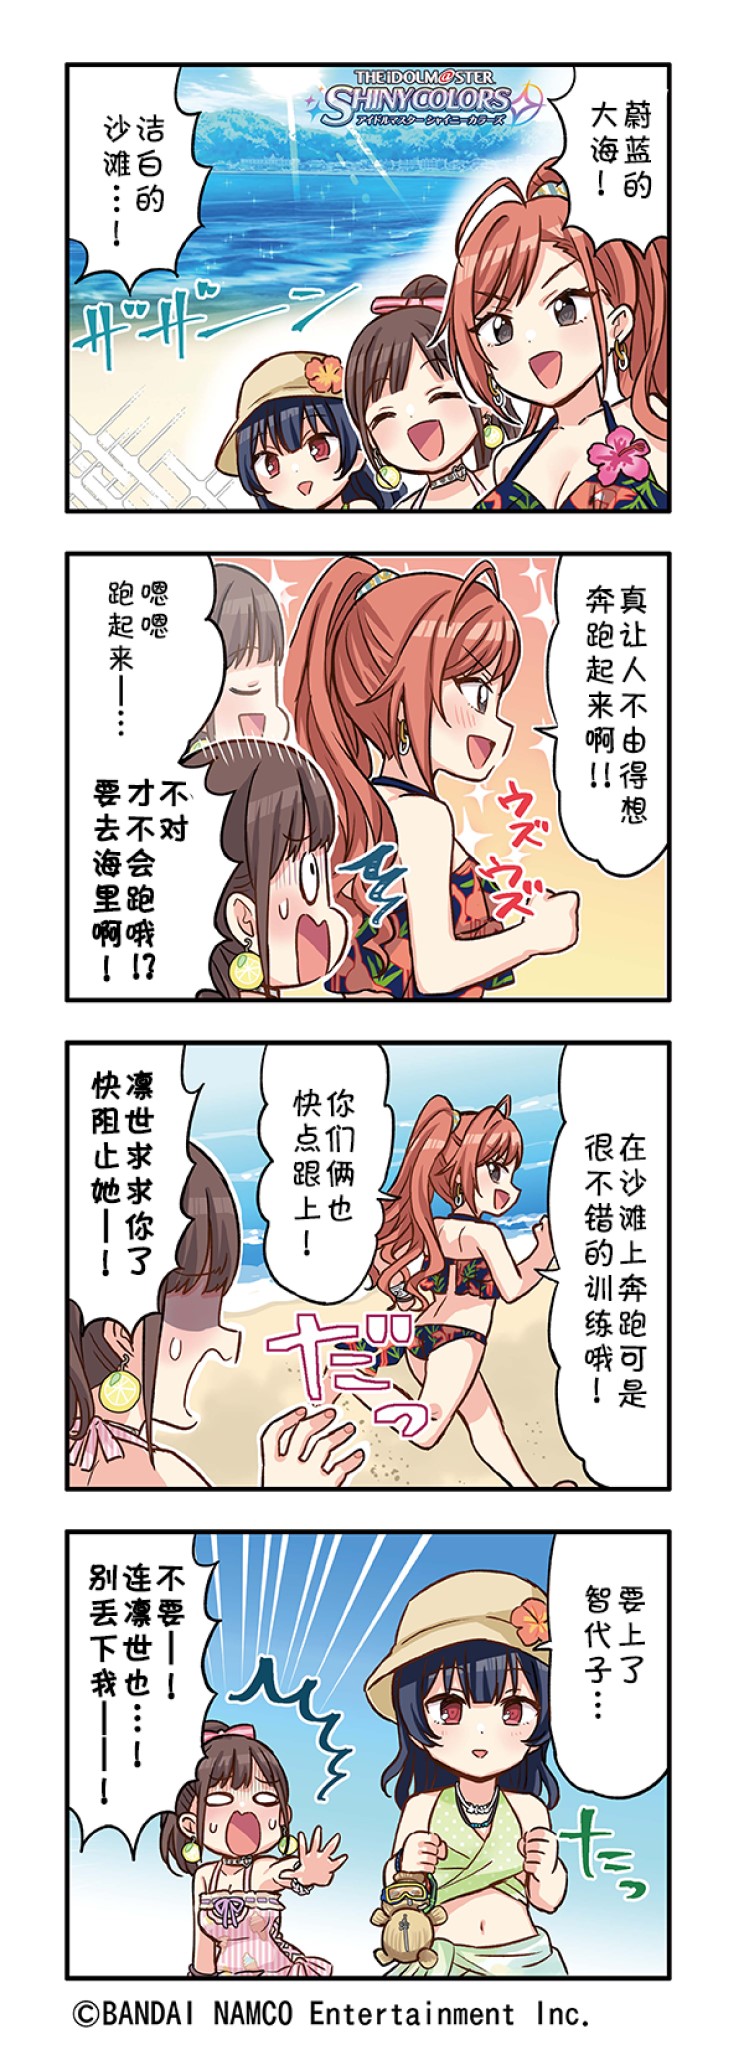 THE iDOLM@STER
SHINYCOLORS
アイドルマスター シャイニーカラーズ
蔚蓝的
大海！
洁白的
沙滩…！
ザザーン
真让人不由得想
奔跑起来啊!!
ウズ
ウズッ
嗯嗯
跑起来—…
不对
才不会跑哦!?
要去海里啊！
在沙滩上奔跑可是
很不错的训练哦！
你们俩也
快点跟上！
だっ
凛世求求你了
快阻止她—！
要上了
智代子…
たっ
不要—！
连凛世也…！
别丢下我——！
©BANDAI NAMCO Entertainment Inc.